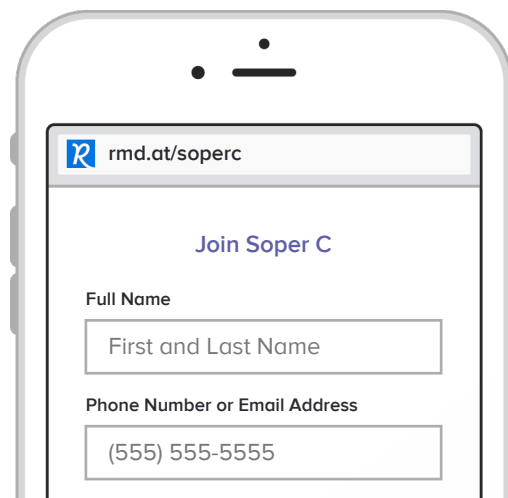 rmd.at/soperc
Join Soper C
Full Name
First and Last Name
Phone Number or Email Address
(555) 555-5555